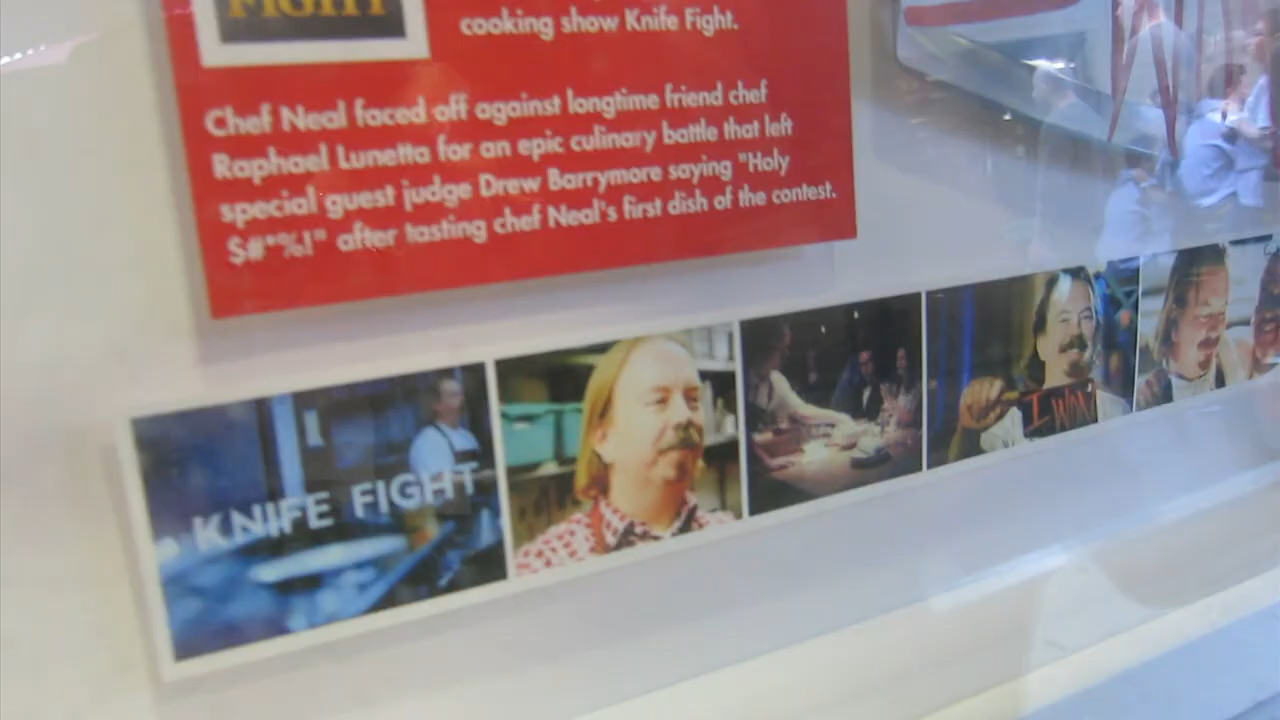 FIGHT
cooking show Knife Fight.
Chef Neal faced off against longtime friend chef
Raphael Lunetta for an epic culinary battle that left
special guest judge Drew Barrymore saying "Holy
$#*%!" after tasting chef Neal's first dish of the contest.
KNIFE FIGHT
I WON